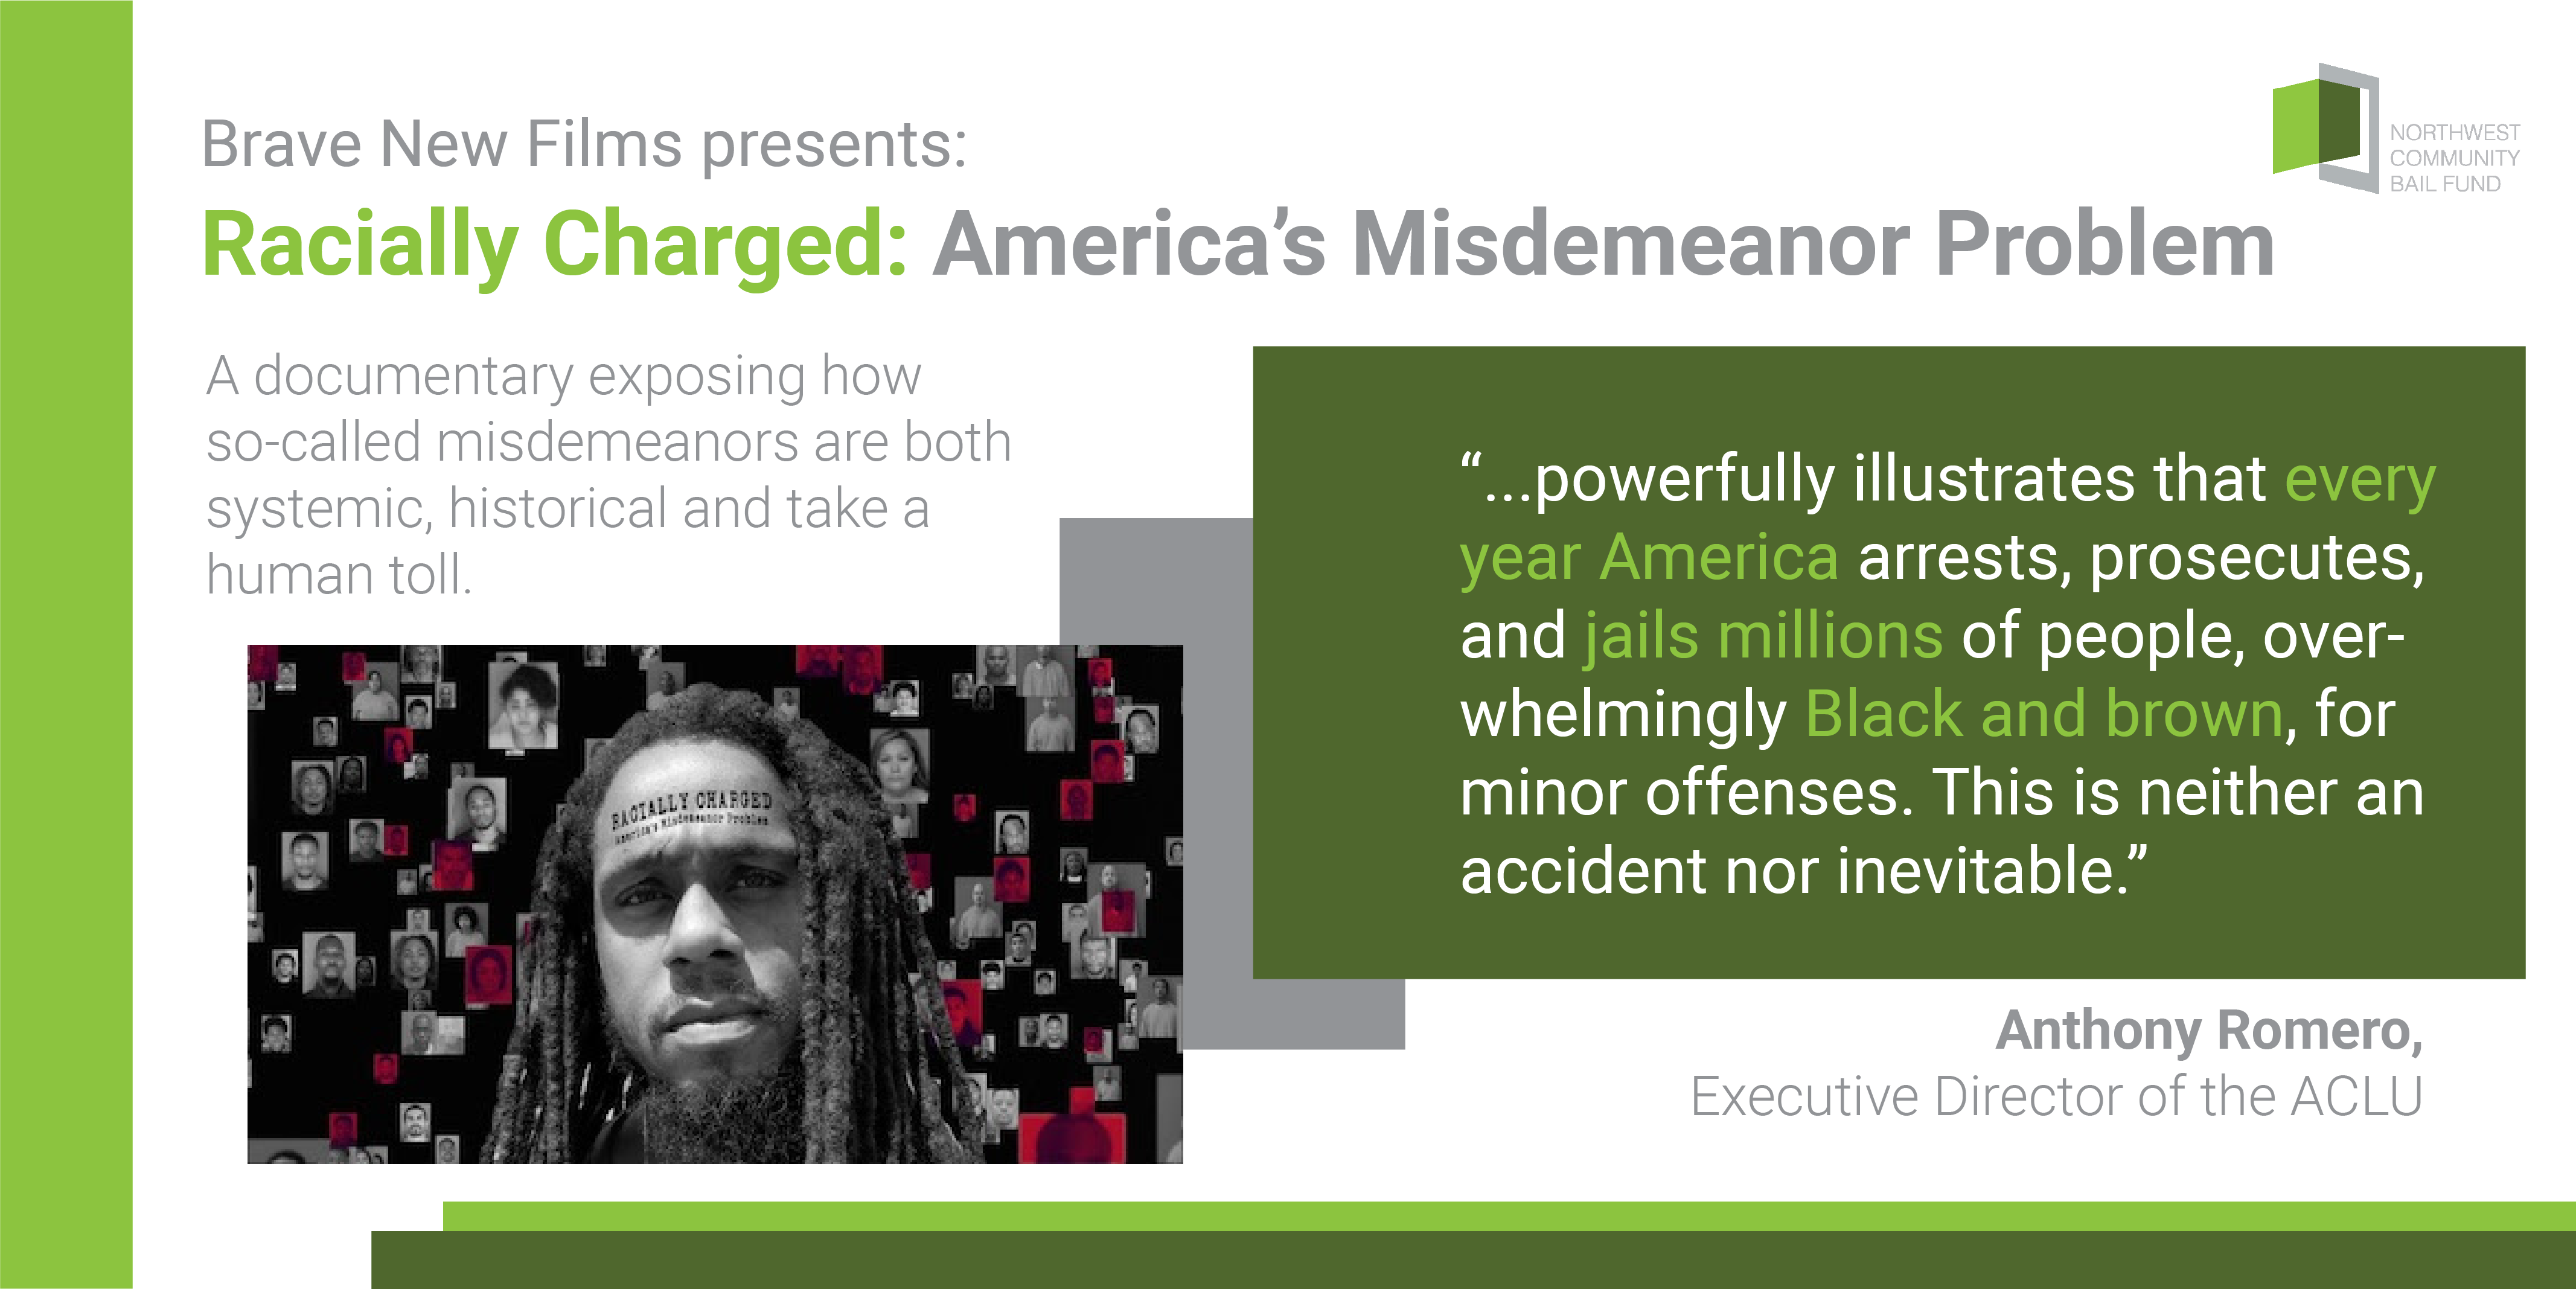 NORTHWEST
COMMUNITY
BAIL FUND
Brave New Films presents:
Racially Charged: America’s Misdemeanor Problem
A documentary exposing how
so-called misdemeanors are both
systemic, historical and take a
human toll.
RACIALLY CHARGED
America's Misdemeanor Problem
“...powerfully illustrates that every
year America arrests, prosecutes,
and jails millions of people, over-
whelmingly Black and brown, for
minor offenses. This is neither an
accident nor inevitable.”
Anthony Romero,
Executive Director of the ACLU